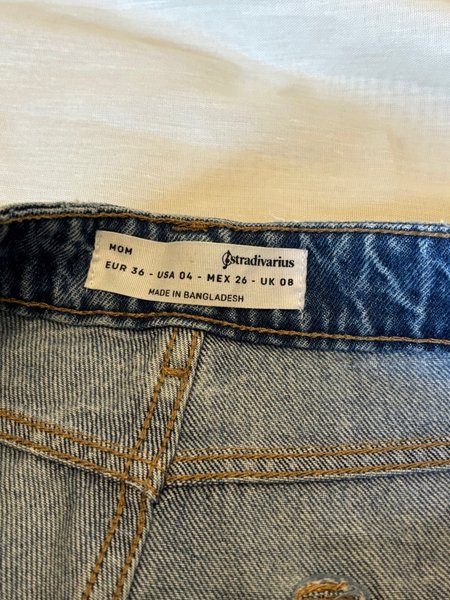 MOM
stradivarius
EUR 36 - USA 04 - MEX 26 - UK 08
MADE IN BANGLADESH